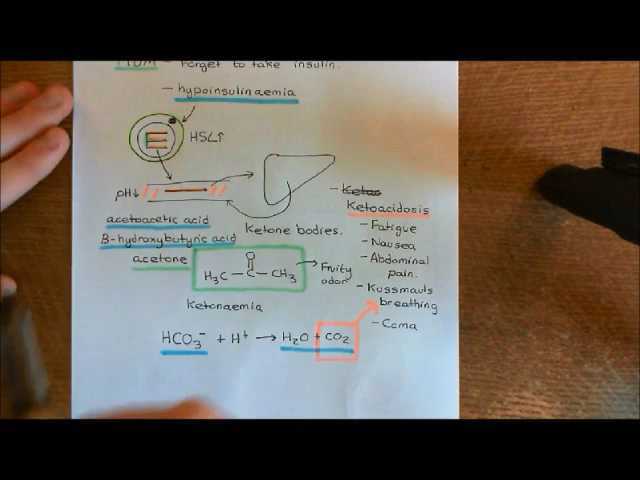 T1DM - Forget to take insulin.
- hypoinsulinaemia
HSL↑
pH↓
- Ketoacidosis
- Fatigue
- Nausea
- Abdominal
pain.
- Kussmauls
breathing
- Coma
acetoacetic acid
β-hydroxybutyric acid
acetone
Ketone bodies.
O
H₃C - C - CH₃
Fruity
odor
Ketonaemia
HCO₃⁻ + H⁺ → H₂O + CO₂